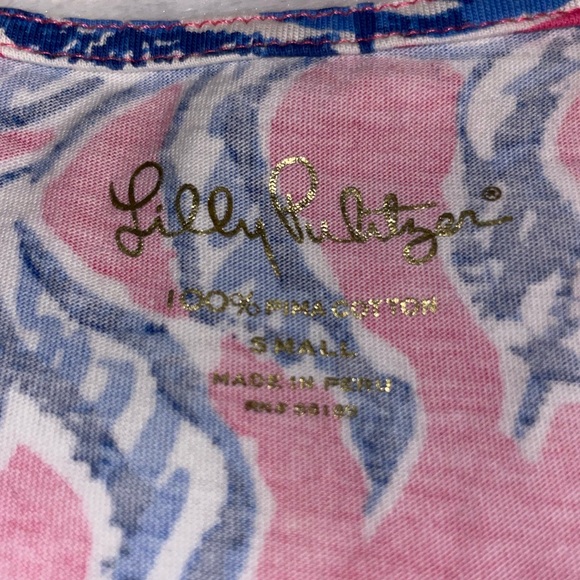 Lilly Pulitzer®
100% PIMA COTTON
SMALL
MADE IN PERU